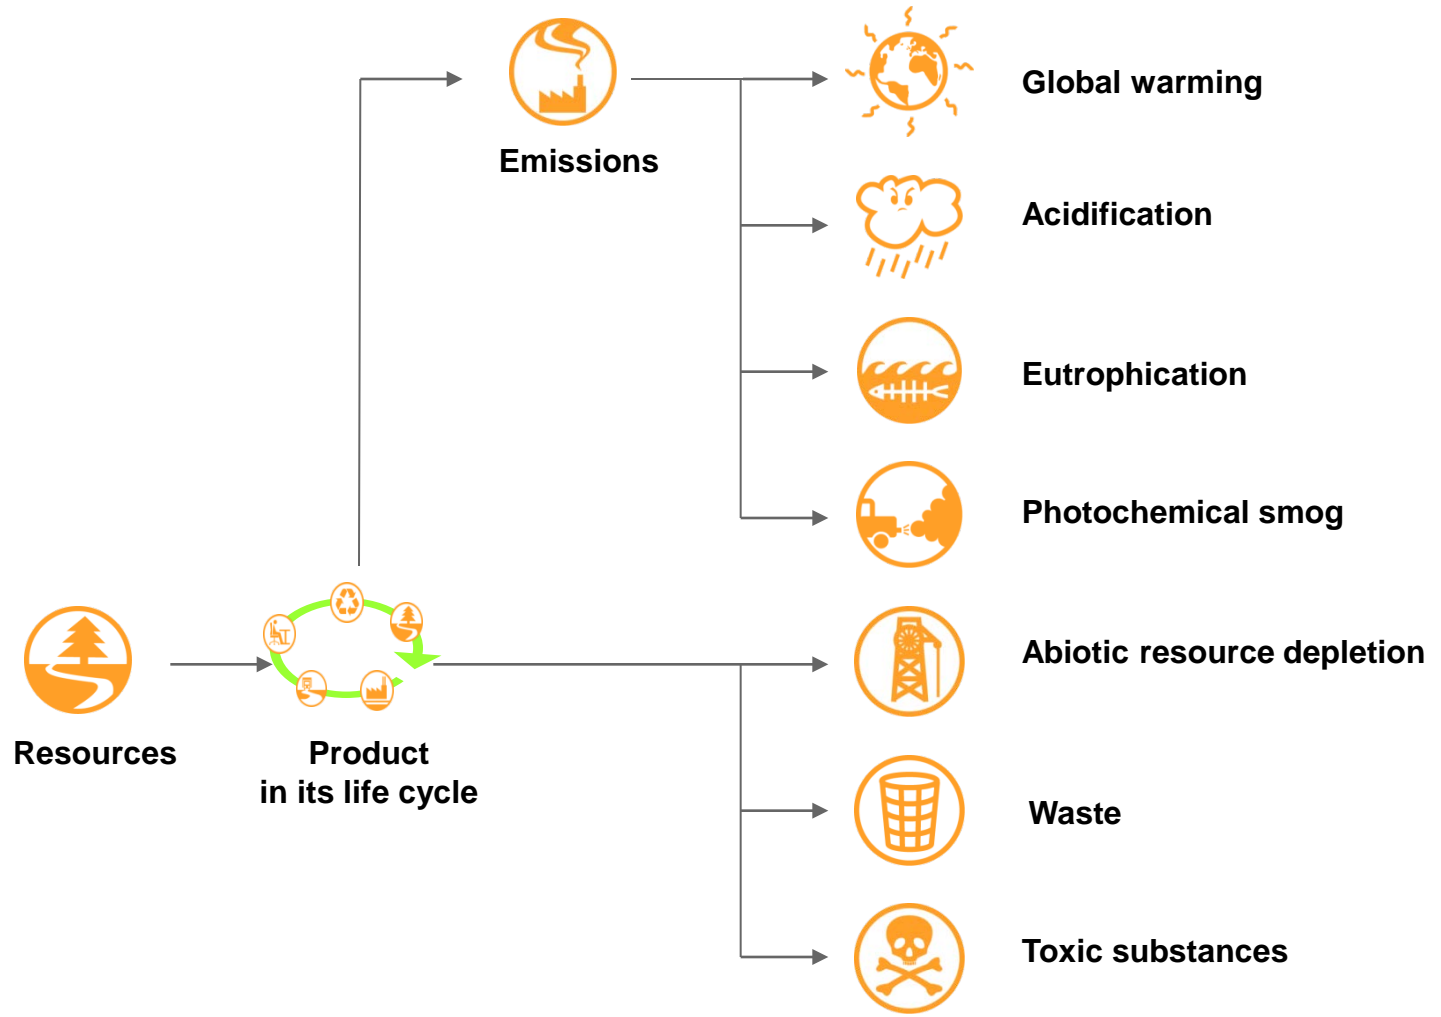 Global warming
Emissions
Acidification
Eutrophication
Photochemical smog
Abiotic resource depletion
Resources
Product
in its life cycle
Waste
Toxic substances